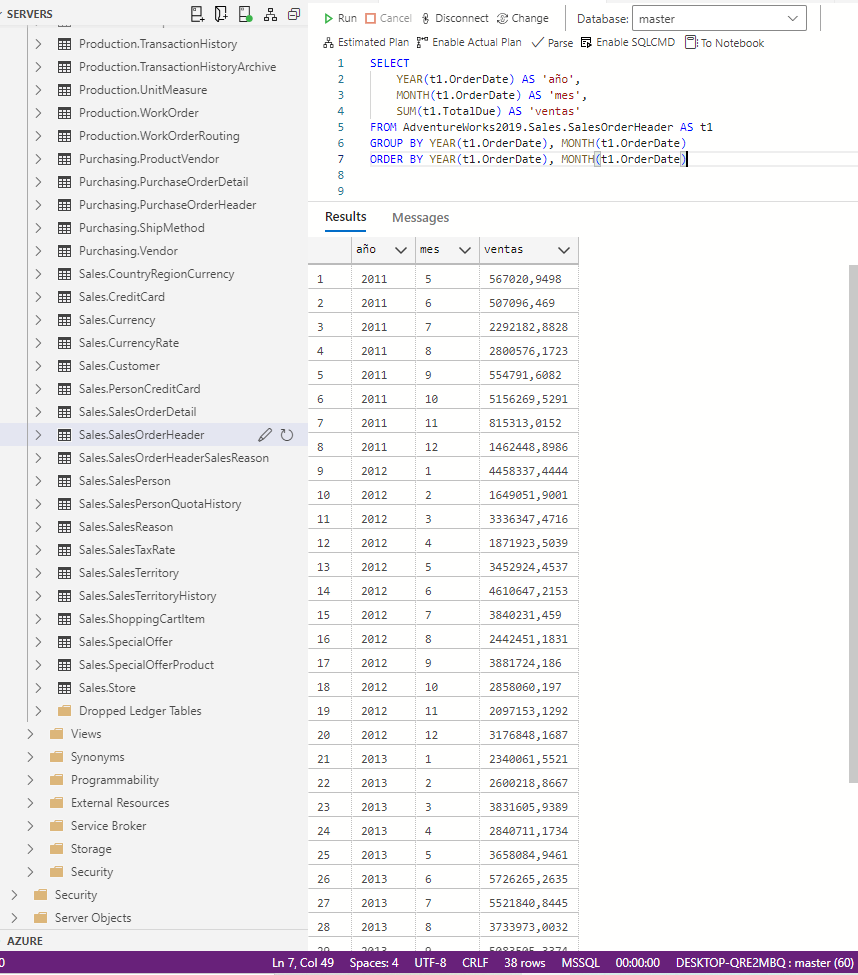 SERVERS
Production.TransactionHistory
Production.TransactionHistoryArchive
Production.UnitMeasure
Production.WorkOrder
Production.WorkOrderRouting
Purchasing.ProductVendor
Purchasing.PurchaseOrderDetail
Purchasing.PurchaseOrderHeader
Purchasing.ShipMethod
Purchasing.Vendor
Sales.CountryRegionCurrency
Sales.CreditCard
Sales.Currency
Sales.CurrencyRate
Sales.Customer
Sales.PersonCreditCard
Sales.SalesOrderDetail
Sales.SalesOrderHeader
Sales.SalesOrderHeaderSalesReason
Sales.SalesPerson
Sales.SalesPersonQuotaHistory
Sales.SalesReason
Sales.SalesTaxRate
Sales.SalesTerritory
Sales.SalesTerritoryHistory
Sales.ShoppingCartItem
Sales.SpecialOffer
Sales.SpecialOfferProduct
Sales.Store
Dropped Ledger Tables
Views
Synonyms
Programmability
External Resources
Service Broker
Storage
Security
Security
Server Objects
AZURE
Run Cancel Disconnect Change Database: master
Estimated Plan Enable Actual Plan Parse Enable SQLCMD To Notebook
1 SELECT
2 YEAR(t1.OrderDate) AS 'año',
3 MONTH(t1.OrderDate) AS 'mes',
4 SUM(t1.TotalDue) AS 'ventas'
5 FROM AdventureWorks2019.Sales.SalesOrderHeader AS t1
6 GROUP BY YEAR(t1.OrderDate), MONTH(t1.OrderDate)
7 ORDER BY YEAR(t1.OrderDate), MONTH(t1.OrderDate)
8
9
Results Messages
año mes ventas
1 2011 5 567020,9498
2 2011 6 507096,469
3 2011 7 2292182,8828
4 2011 8 2800576,1723
5 2011 9 554791,6082
6 2011 10 5156269,5291
7 2011 11 815313,0152
8 2011 12 1462448,8986
9 2012 1 4458337,4444
10 2012 2 1649051,9001
11 2012 3 3336347,4716
12 2012 4 1871923,5039
13 2012 5 3452924,4537
14 2012 6 4610647,2153
15 2012 7 3840231,459
16 2012 8 2442451,1831
17 2012 9 3881724,186
18 2012 10 2858060,197
19 2012 11 2097153,1292
20 2012 12 3176848,1687
21 2013 1 2340061,5521
22 2013 2 2600218,8667
23 2013 3 3831605,9389
24 2013 4 2840711,1734
25 2013 5 3658084,9461
26 2013 6 5726265,2635
27 2013 7 5521840,8445
28 2013 8 3733973,0032
29 2013 9 5083505,3374
0 Ln 7, Col 49 Spaces: 4 UTF-8 CRLF 38 rows MSSQL 00:00:00 DESKTOP-QRE2MBQ : master (60)